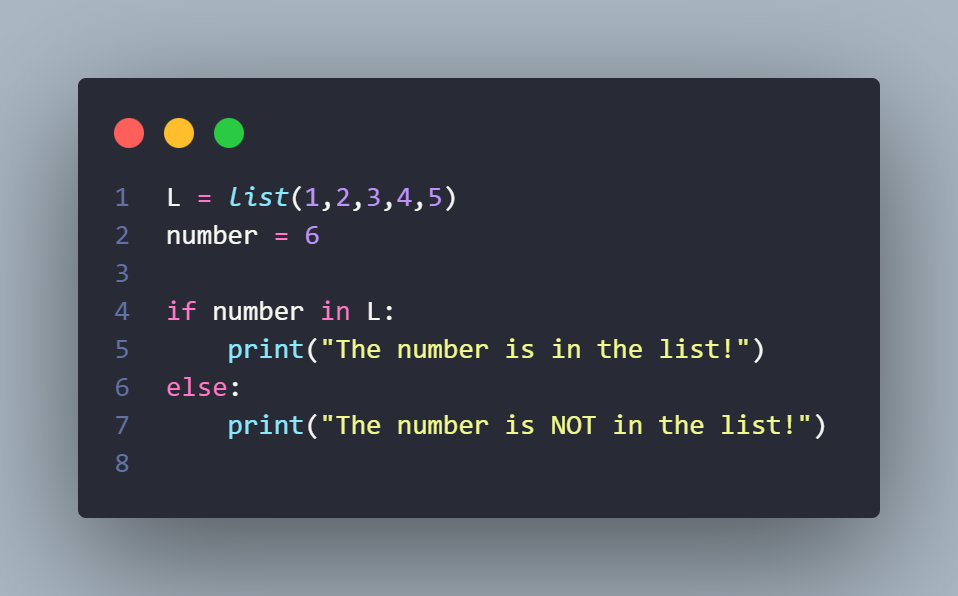 1 L = list(1,2,3,4,5)
2 number = 6
3
4 if number in L:
5     print("The number is in the list!")
6 else:
7     print("The number is NOT in the list!")
8